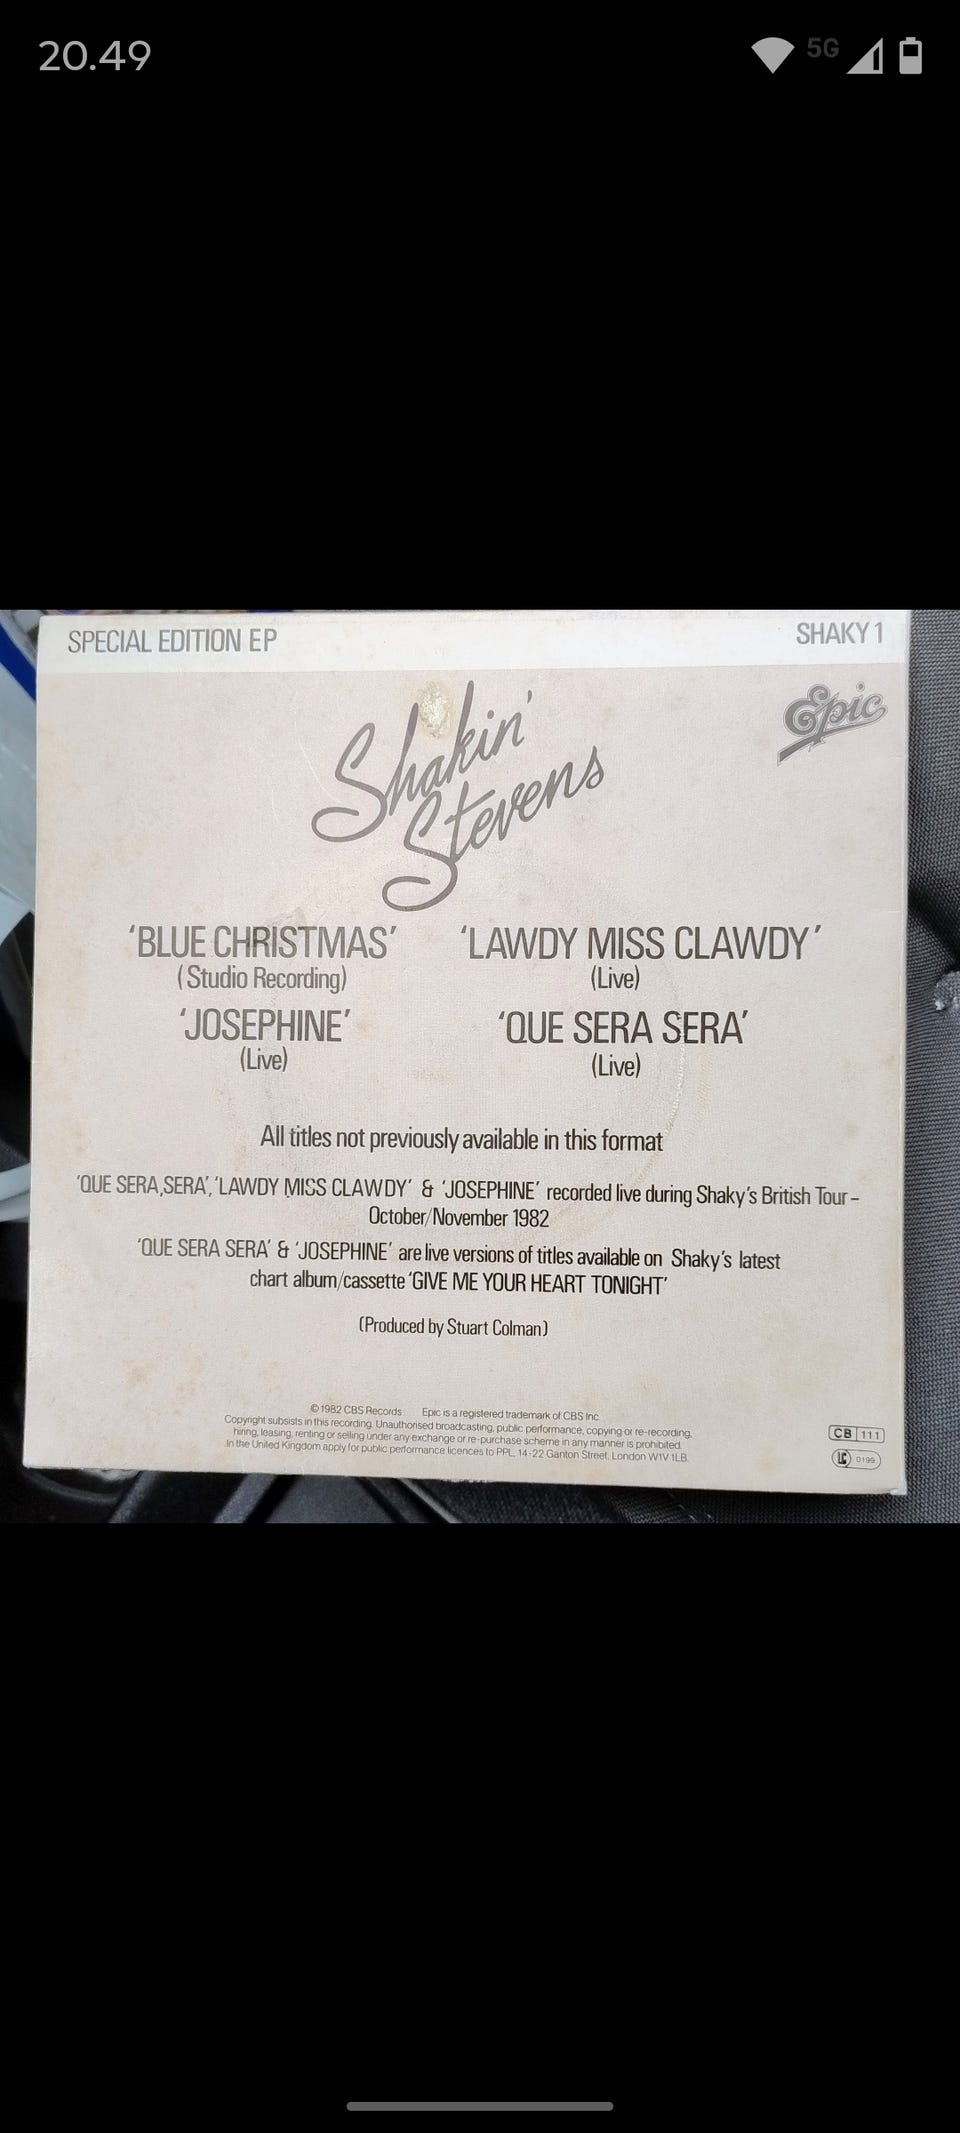 20.49
5G
SPECIAL EDITION EP
SHAKY 1
Epic
Shakin'
Stevens
'BLUE CHRISTMAS' 'LAWDY MISS CLAWDY'
(Studio Recording) (Live)
'JOSEPHINE' 'QUE SERA SERA'
(Live) (Live)
All titles not previously available in this format
'QUE SERA,SERA', 'LAWDY MISS CLAWDY' & 'JOSEPHINE' recorded live during Shaky's British Tour –
October/November 1982
'QUE SERA SERA' & 'JOSEPHINE' are live versions of titles available on Shaky's latest
chart album/cassette 'GIVE ME YOUR HEART TONIGHT'
(Produced by Stuart Colman)
© 1982 CBS Records Epic is a registered trademark of CBS Inc.
Copyright subsists in this recording. Unauthorised broadcasting, public performance, copying or re-recording,
hiring, leasing, renting or selling under any exchange or re-purchase scheme in any manner is prohibited.
In the United Kingdom apply for public performance licences to PPL, 14-22 Ganton Street, London W1V 1LB.
CB 111
LC 0199